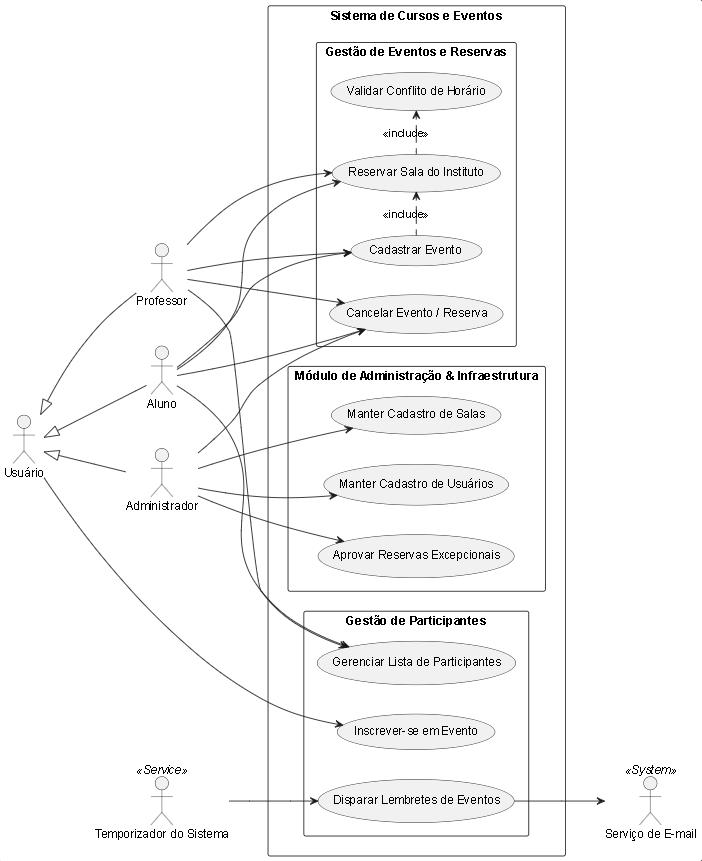 Sistema de Cursos e Eventos
Gestão de Eventos e Reservas
Validar Conflito de Horário
«include»
Reservar Sala do Instituto
«include»
Cadastrar Evento
Professor
Cancelar Evento / Reserva
Módulo de Administração & Infraestrutura
Aluno
Manter Cadastro de Salas
Usuário
Manter Cadastro de Usuários
Administrador
Aprovar Reservas Excepcionais
Gestão de Participantes
Gerenciar Lista de Participantes
Inscrever-se em Evento
«Service»
«System»
Disparar Lembretes de Eventos
Temporizador do Sistema
Serviço de E-mail